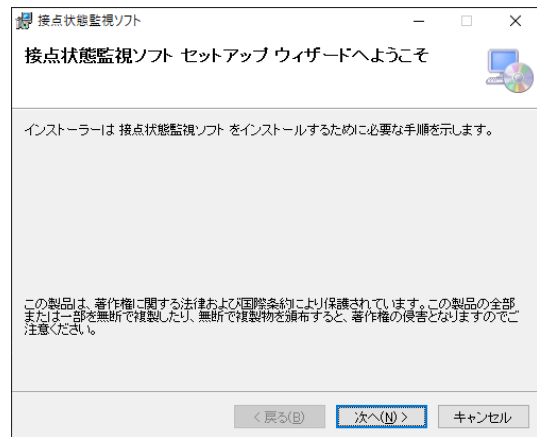 接点状態監視ソフト
接点状態監視ソフト セットアップ ウィザードへようこそ
インストーラーは 接点状態監視ソフト をインストールするために必要な手順を示します。
この製品は、著作権に関する法律および国際条約により保護されています。この製品の全部
または一部を無断で複製したり、無断で複製物を頒布すると、著作権の侵害となりますのでご
注意ください。
< 戻る(B) 次へ(N) > キャンセル